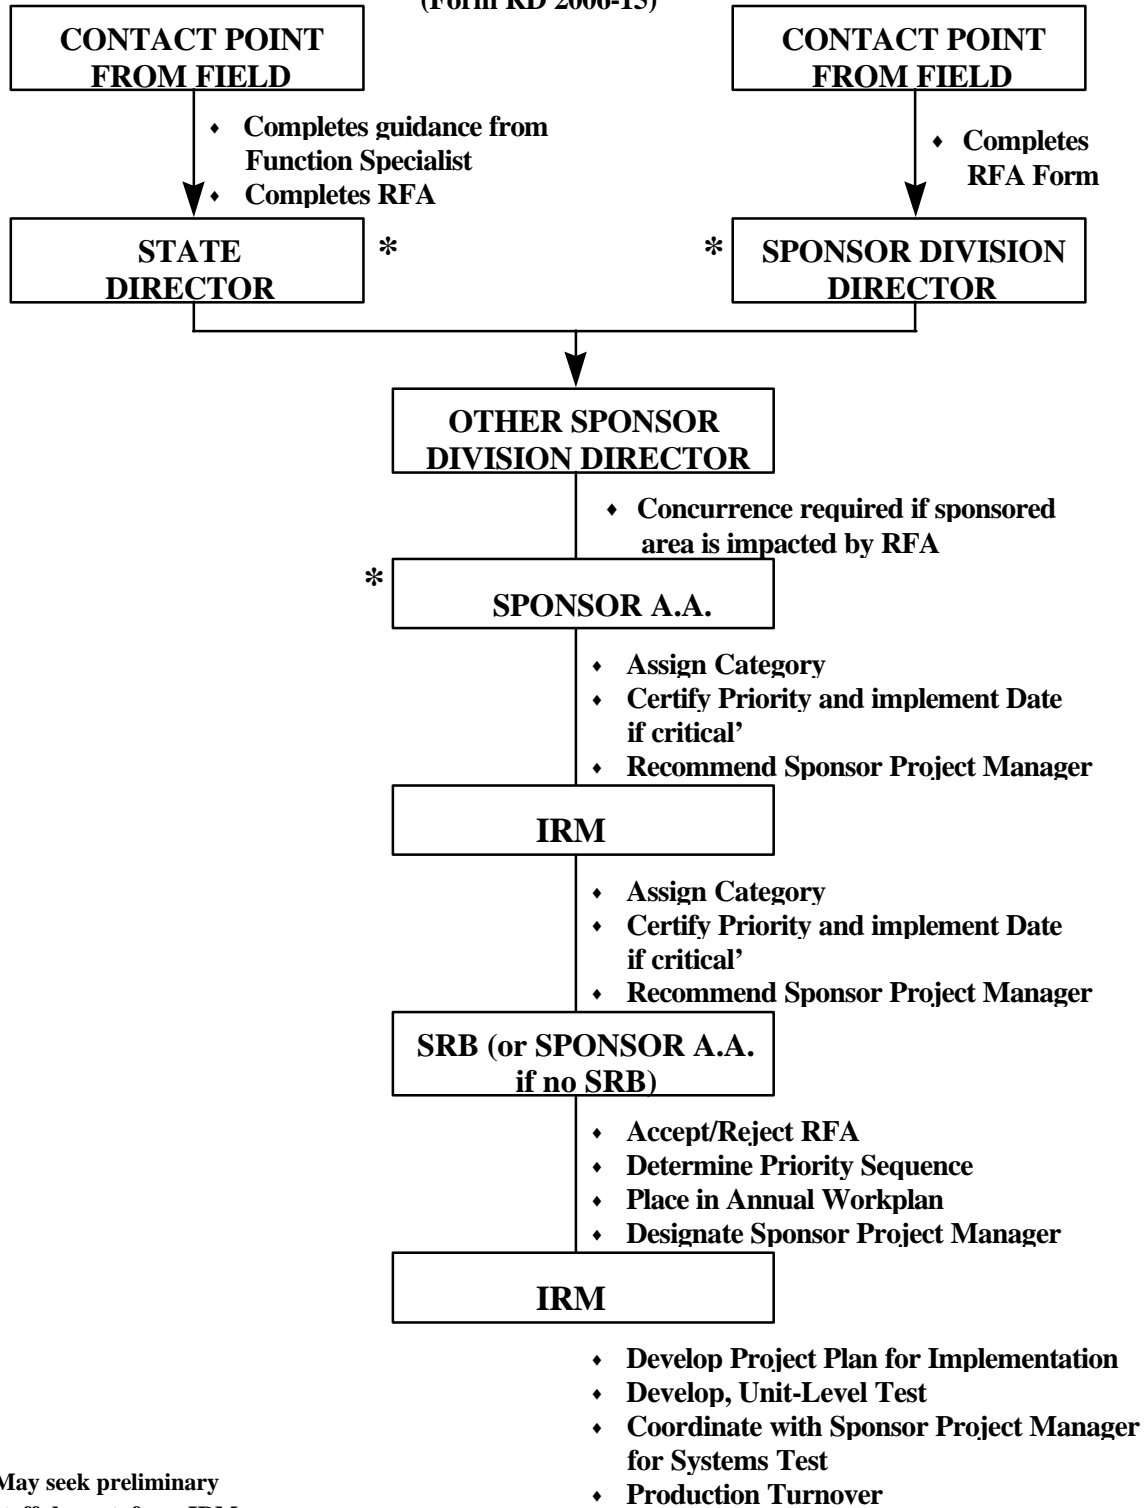 (Form RD 2006-15)
CONTACT POINT
FROM FIELD
CONTACT POINT
FROM FIELD
♦ Completes guidance from
Function Specialist
♦ Completes RFA
♦ Completes
RFA Form
STATE
DIRECTOR
*
*
SPONSOR DIVISION
DIRECTOR
OTHER SPONSOR
DIVISION DIRECTOR
♦ Concurrence required if sponsored
area is impacted by RFA
*
SPONSOR A.A.
♦ Assign Category
♦ Certify Priority and implement Date
if critical’
♦ Recommend Sponsor Project Manager
IRM
♦ Assign Category
♦ Certify Priority and implement Date
if critical’
♦ Recommend Sponsor Project Manager
SRB (or SPONSOR A.A.
if no SRB)
♦ Accept/Reject RFA
♦ Determine Priority Sequence
♦ Place in Annual Workplan
♦ Designate Sponsor Project Manager
IRM
♦ Develop Project Plan for Implementation
♦ Develop, Unit-Level Test
♦ Coordinate with Sponsor Project Manager
for Systems Test
♦ Production Turnover
May seek preliminary